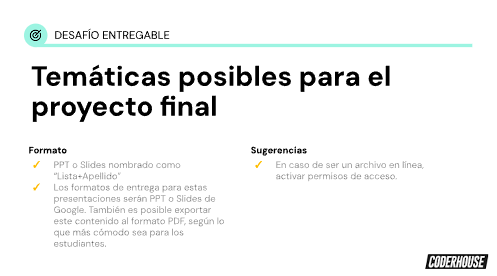 DESAFÍO ENTREGABLE
Temáticas posibles para el
proyecto final
Formato
PPT o Slides nombrado como
“Lista+Apellido”
Los formatos de entrega para estas
presentaciones serán PPT o Slides de
Google. También es posible exportar
este contenido al formato PDF, según lo
que más cómodo sea para los
estudiantes.
Sugerencias
En caso de ser un archivo en línea,
activar permisos de acceso.
CODERHOUSE